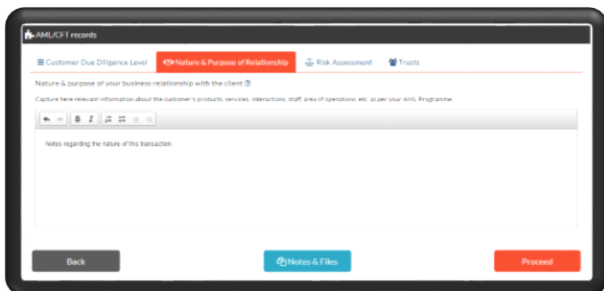 AML/CFT records
Customer Due Diligence Level Nature & Purpose of Relationship Risk Assessment Trusts
Nature & purpose of your business relationship with the client
Capture here relevant information about the customer's products, services, interactions, staff, area of operations, etc. as per your AML Programme
B I
Notes regarding the nature of this transaction.
Back Notes & Files Proceed